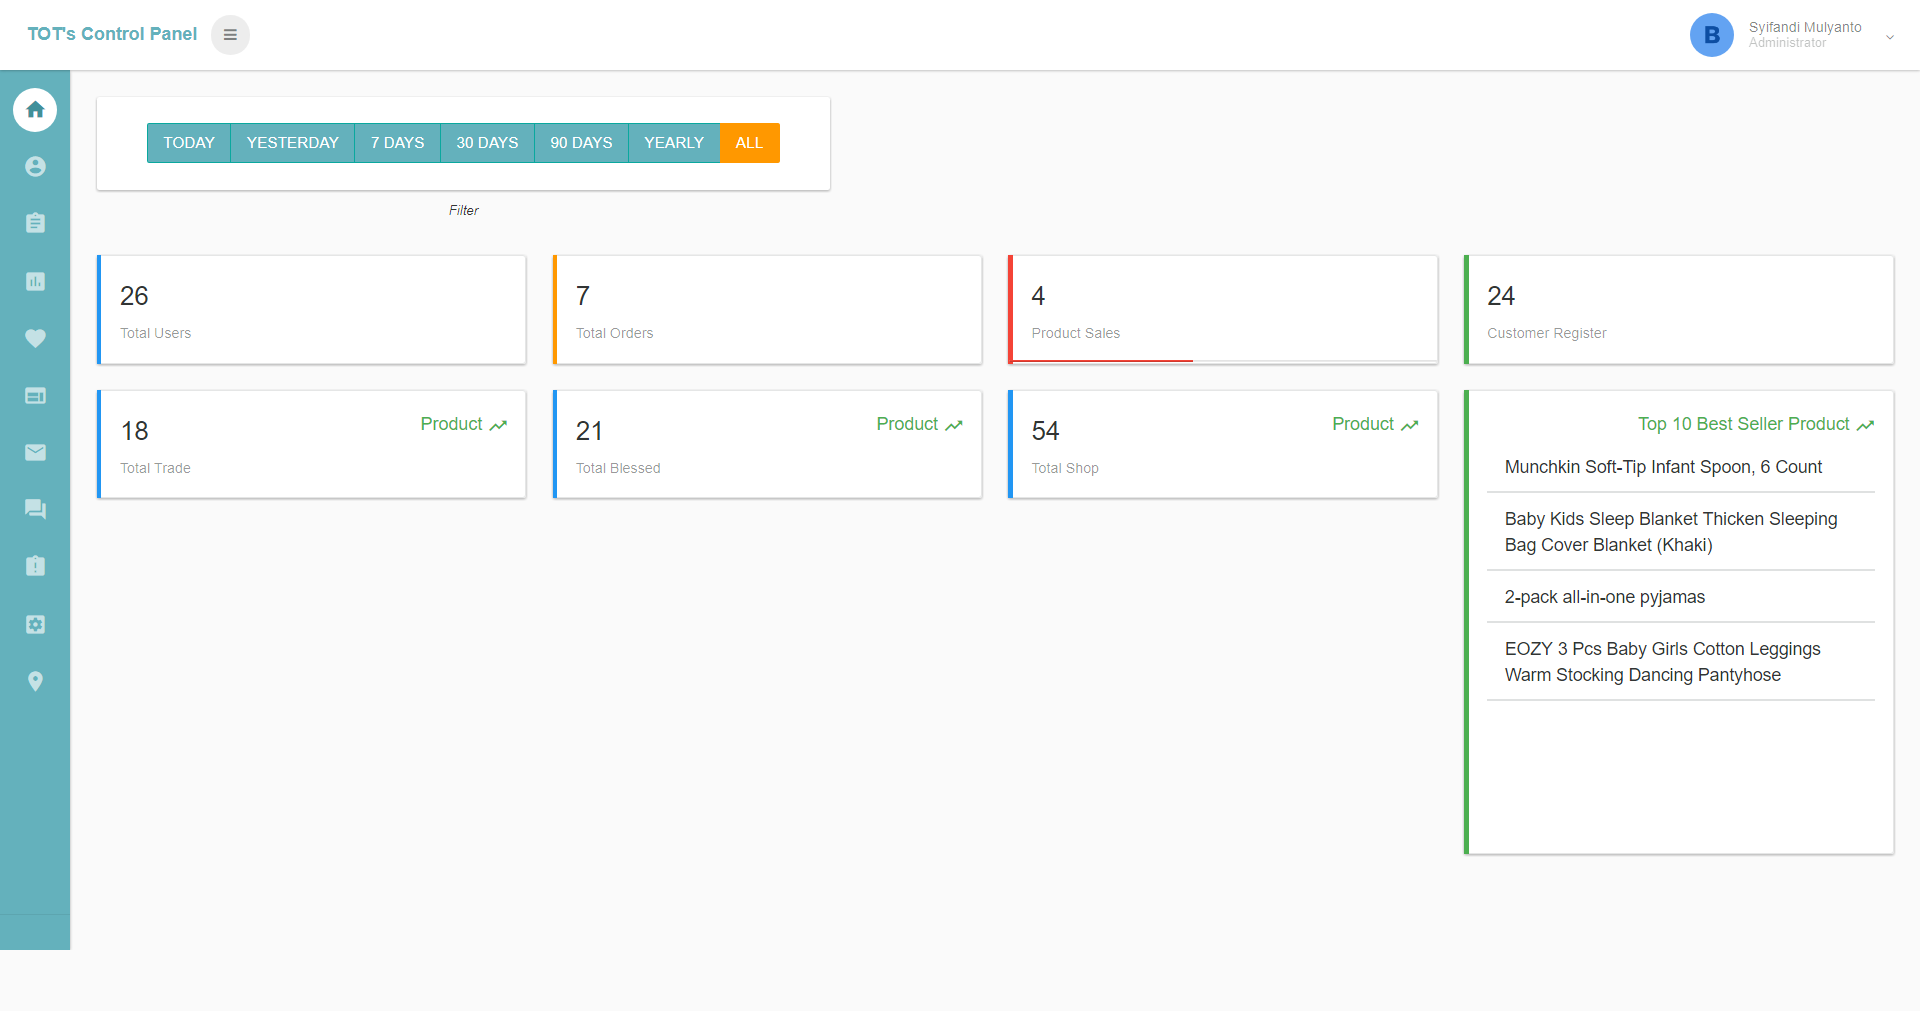 TOT's Control Panel
B
Syifandi Mulyanto
Administrator
TODAY YESTERDAY 7 DAYS 30 DAYS 90 DAYS YEARLY ALL
Filter
26
Total Users
7
Total Orders
4
Product Sales
24
Customer Register
18
Product
Total Trade
21
Product
Total Blessed
54
Product
Total Shop
Top 10 Best Seller Product
Munchkin Soft-Tip Infant Spoon, 6 Count
Baby Kids Sleep Blanket Thicken Sleeping
Bag Cover Blanket (Khaki)
2-pack all-in-one pyjamas
EOZY 3 Pcs Baby Girls Cotton Leggings
Warm Stocking Dancing Pantyhose